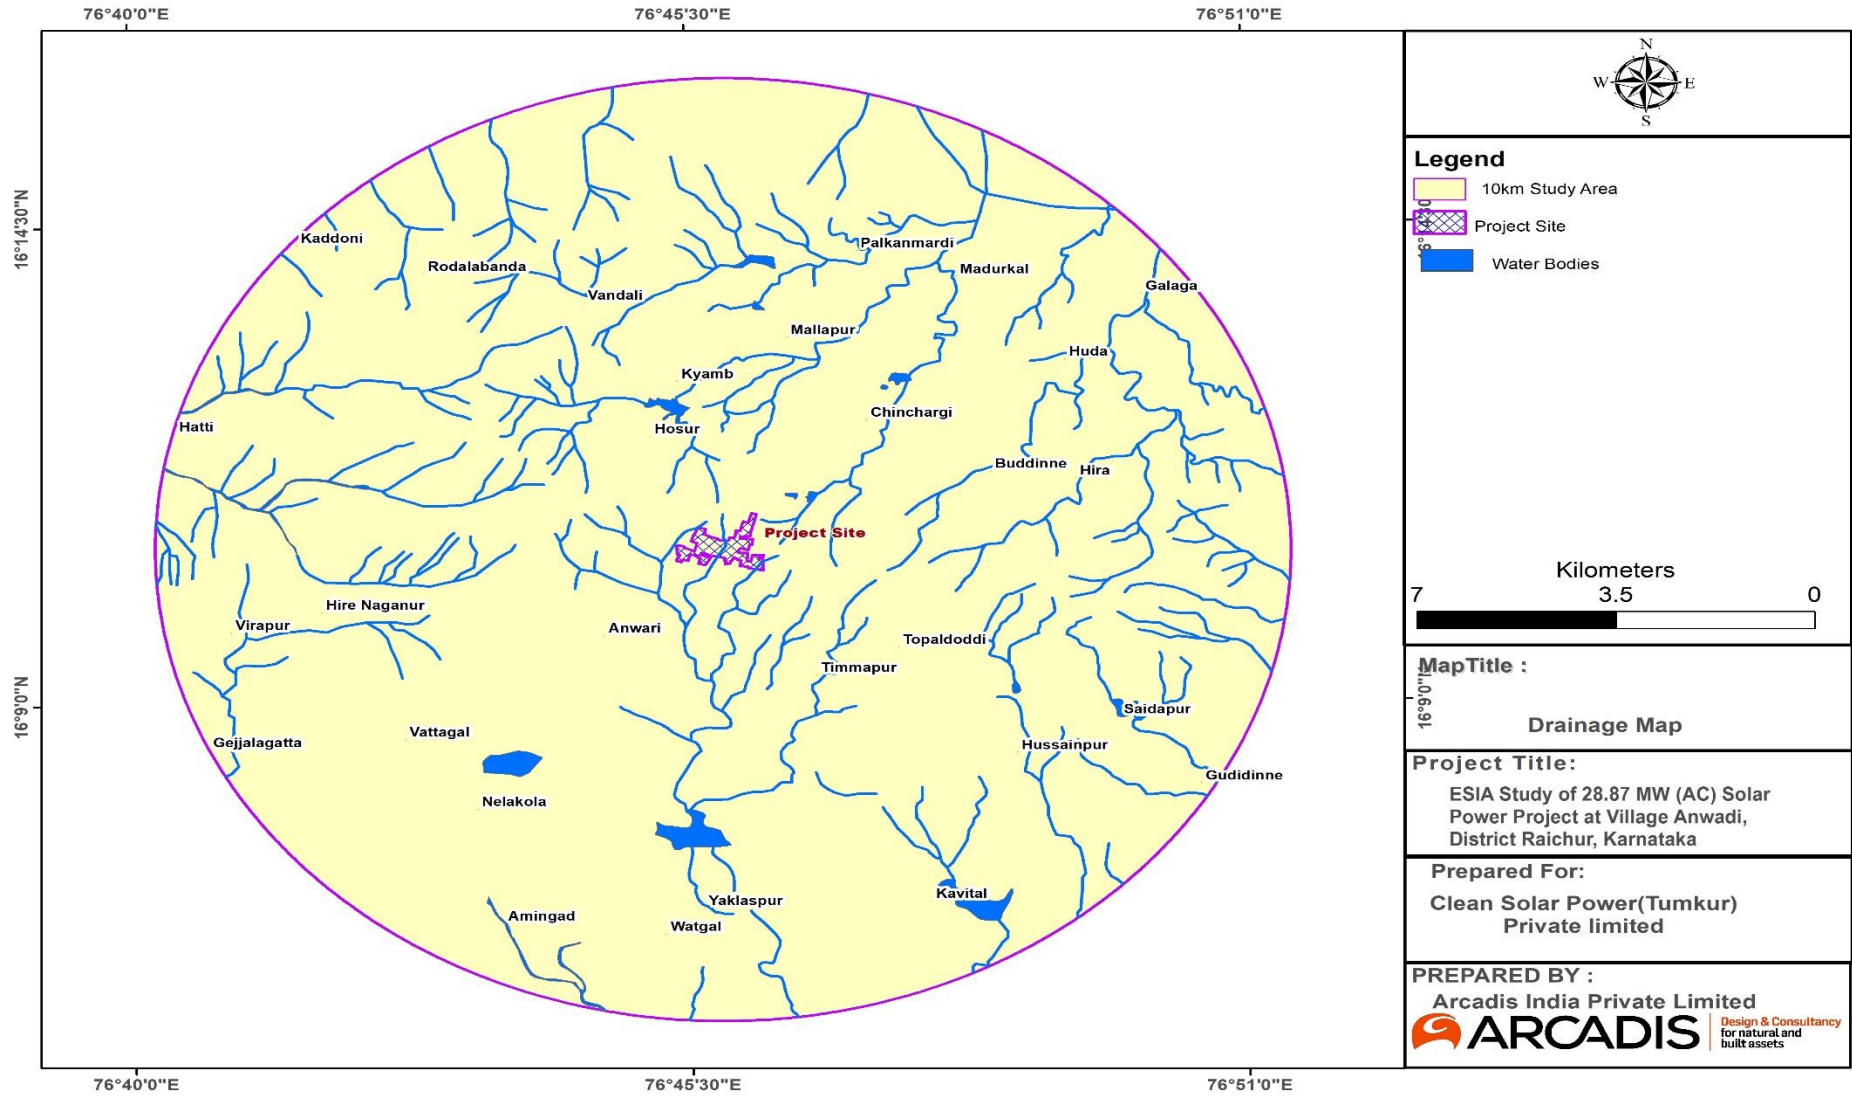 76°40'0"E
76°45'30"E
76°51'0"E
16°14'30"N
16°9'0"N
Kaddoni
Rodalabanda
Vandali
Palkanmardi
Madurkal
Galaga
Mallapur
Huda
Kyamb
Chinchargi
Hatti
Hosur
Buddinne
Hira
Project Site
Hire Naganur
Virapur
Anwari
Topaldoddi
Timmapur
Saidapur
Vattagal
Gejjalagatta
Hussainpur
Gudidinne
Nelakola
Kavital
Yaklaspur
Amingad
Watgal
76°40'0"E
76°45'30"E
76°51'0"E
N
W
E
S
Legend
10km Study Area
Project Site
Water Bodies
Kilometers
7
3.5
0
MapTitle :
16°9'0"N
Drainage Map
Project Title:
ESIA Study of 28.87 MW (AC) Solar
Power Project at Village Anwadi,
District Raichur, Karnataka
Prepared For:
Clean Solar Power(Tumkur)
Private limited
PREPARED BY :
Arcadis India Private Limited
ARCADIS
Design & Consultancy
for natural and
built assets